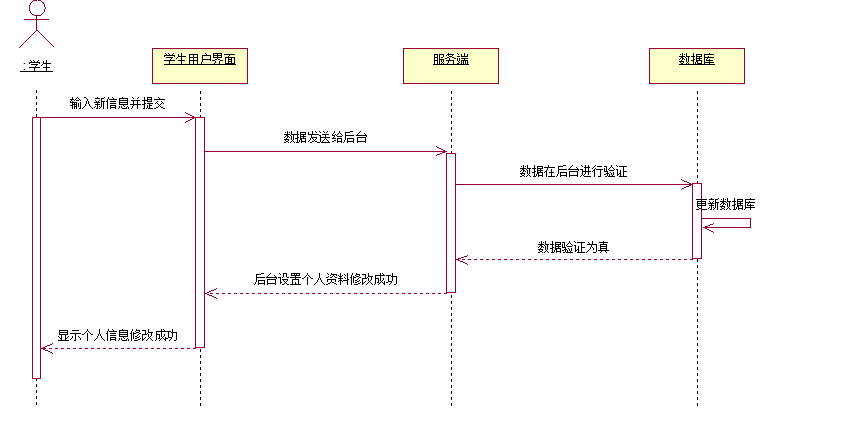 :学生
学生用户界面
服务端
数据库
输入新信息并提交
数据发送给后台
数据在后台进行验证
更新数据库
数据验证为真
后台设置个人资料修改成功
显示个人信息修改成功